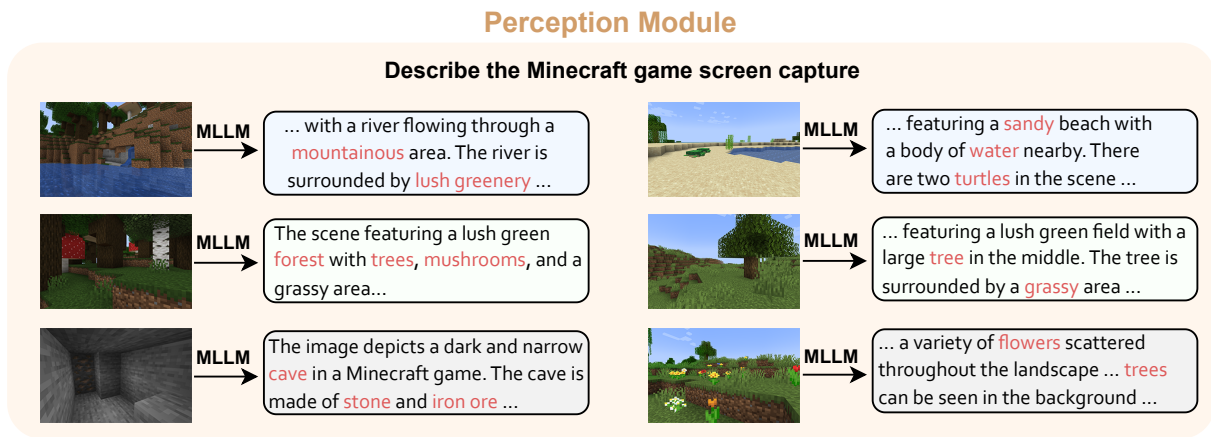 Perception Module
Describe the Minecraft game screen capture
MLLM
... with a river flowing through a
mountainous area. The river is
surrounded by lush greenery ...
MLLM
... featuring a sandy beach with
a body of water nearby. There
are two turtles in the scene ...
MLLM
The scene featuring a lush green
forest with trees, mushrooms, and a
grassy area...
MLLM
... featuring a lush green field with a
large tree in the middle. The tree is
surrounded by a grassy area ...
MLLM
The image depicts a dark and narrow
cave in a Minecraft game. The cave is
made of stone and iron ore ...
MLLM
... a variety of flowers scattered
throughout the landscape ... trees
can be seen in the background ...